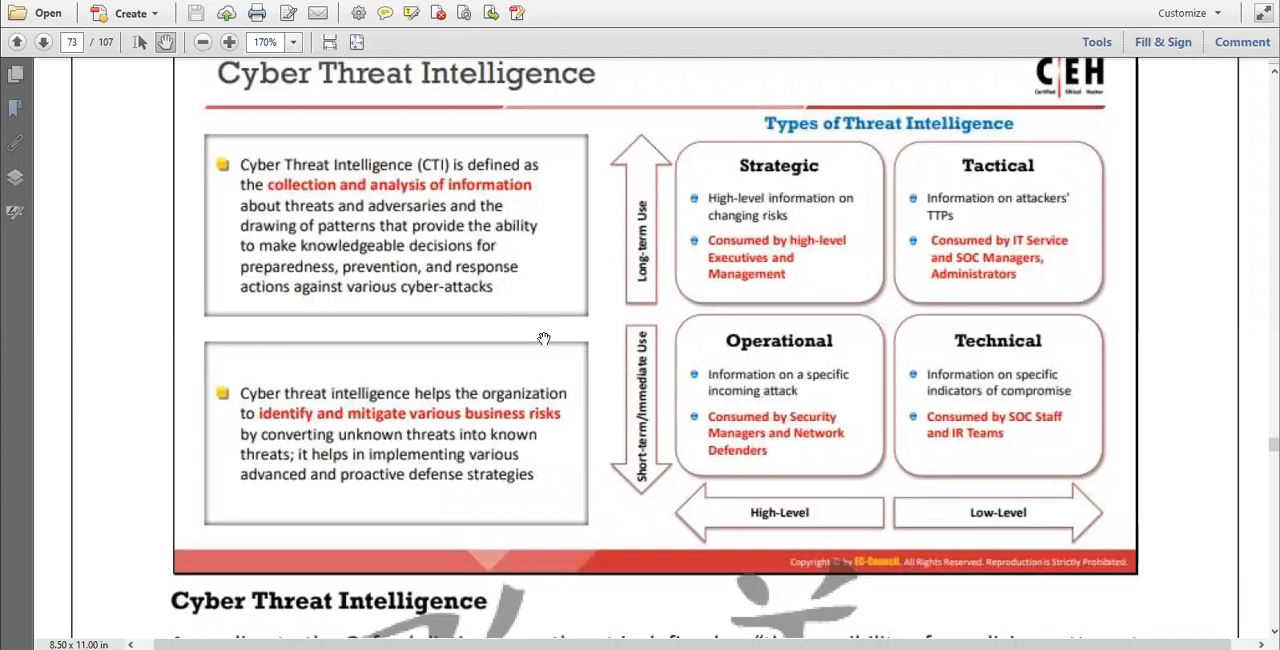 Open
Create
Customize
73 / 107
170%
Tools
Fill & Sign
Comment
Cyber Threat Intelligence
CEH
Certified Ethical Hacker
Cyber Threat Intelligence (CTI) is defined as
the collection and analysis of information
about threats and adversaries and the
drawing of patterns that provide the ability
to make knowledgeable decisions for
preparedness, prevention, and response
actions against various cyber-attacks
Cyber threat intelligence helps the organization
to identify and mitigate various business risks
by converting unknown threats into known
threats; it helps in implementing various
advanced and proactive defense strategies
Types of Threat Intelligence
Long-term Use
Strategic
High-level information on
changing risks
Consumed by high-level
Executives and
Management
Tactical
Information on attackers'
TTPs
Consumed by IT Service
and SOC Managers,
Administrators
Short-term/Immediate Use
Operational
Information on a specific
incoming attack
Consumed by Security
Managers and Network
Defenders
Technical
Information on specific
indicators of compromise
Consumed by SOC Staff
and IR Teams
High-Level
Low-Level
Copyright © by EC-Council. All Rights Reserved. Reproduction is Strictly Prohibited.
Cyber Threat Intelligence
8.50 x 11.00 in